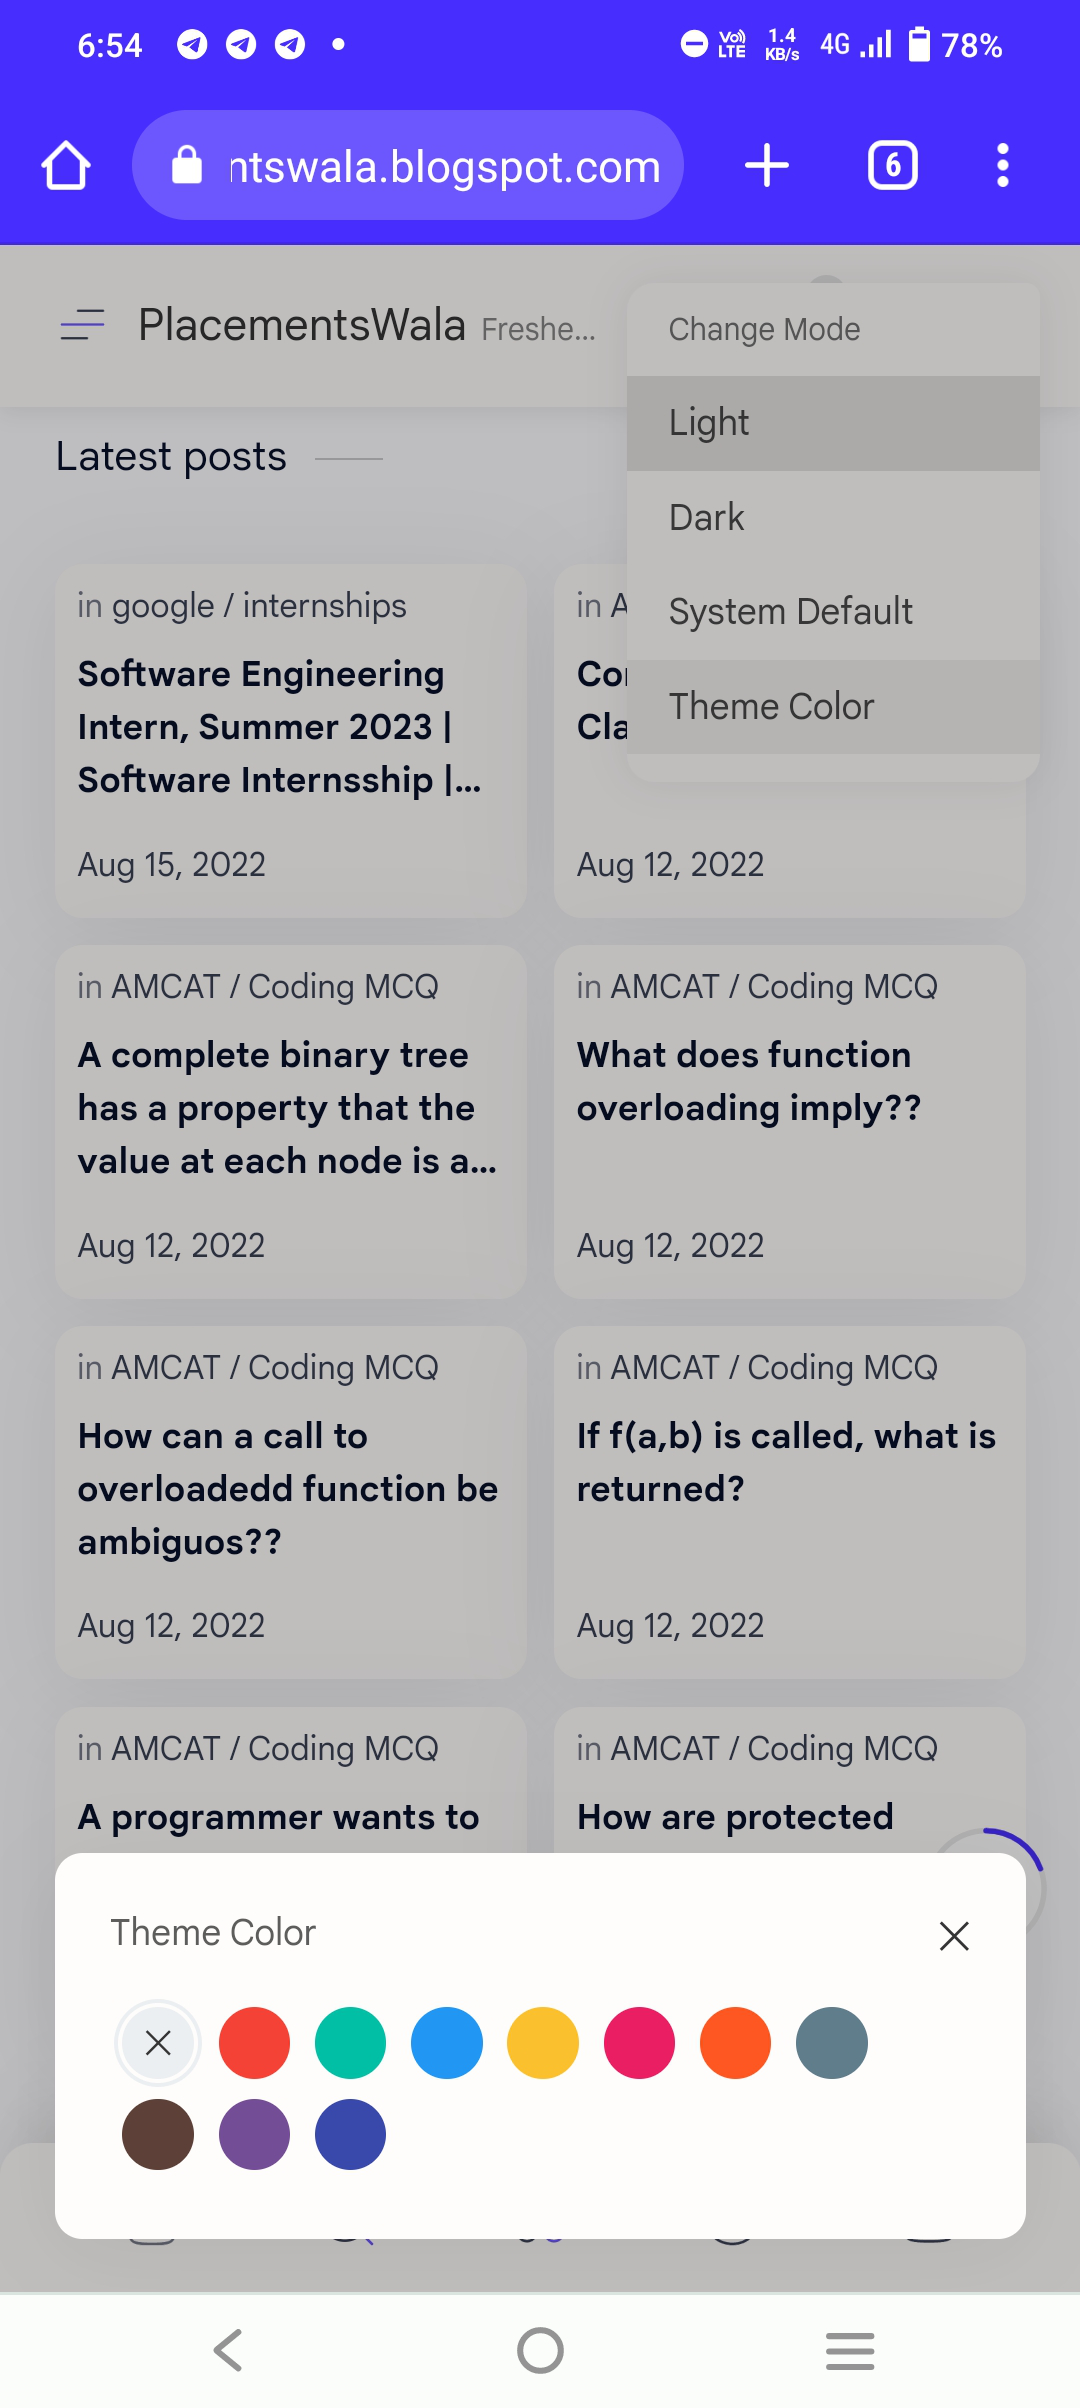 6:54
Vo)) LTE
1.4 KB/s
4G
78%
ntswala.blogspot.com
6
PlacementsWala Freshe...
Change Mode
Light
Dark
System Default
Theme Color
Latest posts
in google / internships
Software Engineering
Intern, Summer 2023 |
Software Internsship |...
Aug 15, 2022
in A
Cla
Aug 12, 2022
in AMCAT / Coding MCQ
A complete binary tree
has a property that the
value at each node is a...
Aug 12, 2022
in AMCAT / Coding MCQ
What does function
overloading imply??
Aug 12, 2022
in AMCAT / Coding MCQ
How can a call to
overloadedd function be
ambiguos??
Aug 12, 2022
in AMCAT / Coding MCQ
If f(a,b) is called, what is
returned?
Aug 12, 2022
in AMCAT / Coding MCQ
A programmer wants to
in AMCAT / Coding MCQ
How are protected
Theme Color